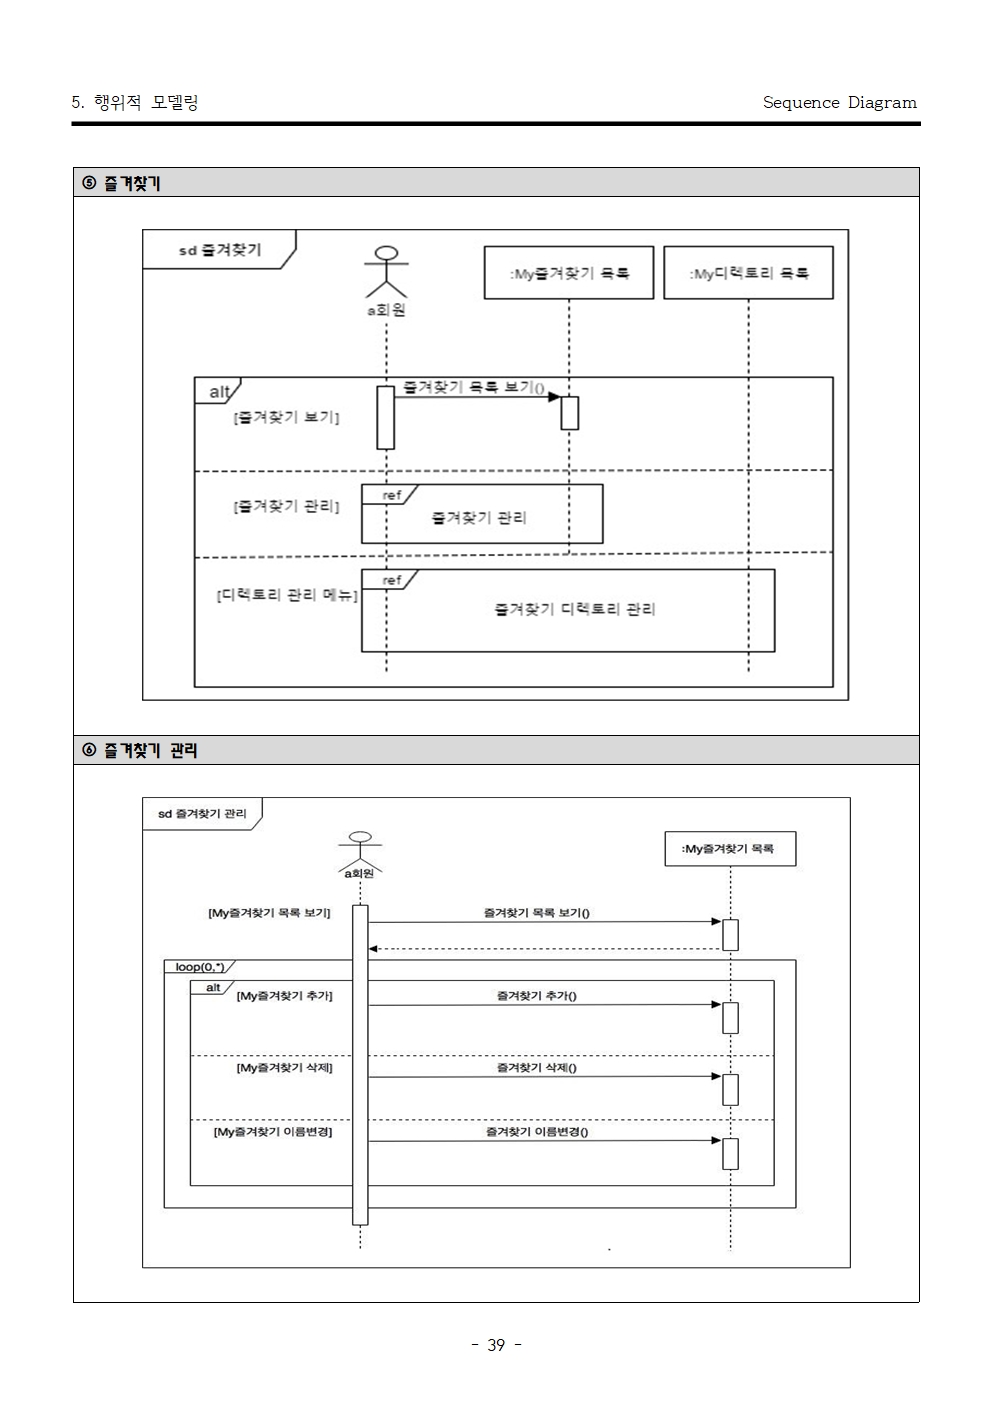 5. 행위적 모델링
Sequence Diagram
⑤ 즐겨찾기
sd 즐겨찾기
:My즐겨찾기 목록
:My디렉토리 목록
a회원
alt
즐겨찾기 목록 보기()
[즐겨찾기 보기]
ref
[즐겨찾기 관리]
즐겨찾기 관리
ref
[디렉토리 관리 메뉴]
즐겨찾기 디렉토리 관리
⑥ 즐겨찾기 관리
sd 즐겨찾기 관리
:My즐겨찾기 목록
a회원
[My즐겨찾기 목록 보기]
즐겨찾기 목록 보기()
loop(0,*)
alt
[My즐겨찾기 추가]
즐겨찾기 추가()
[My즐겨찾기 삭제]
즐겨찾기 삭제()
[My즐겨찾기 이름변경]
즐겨찾기 이름변경()
- 39 -